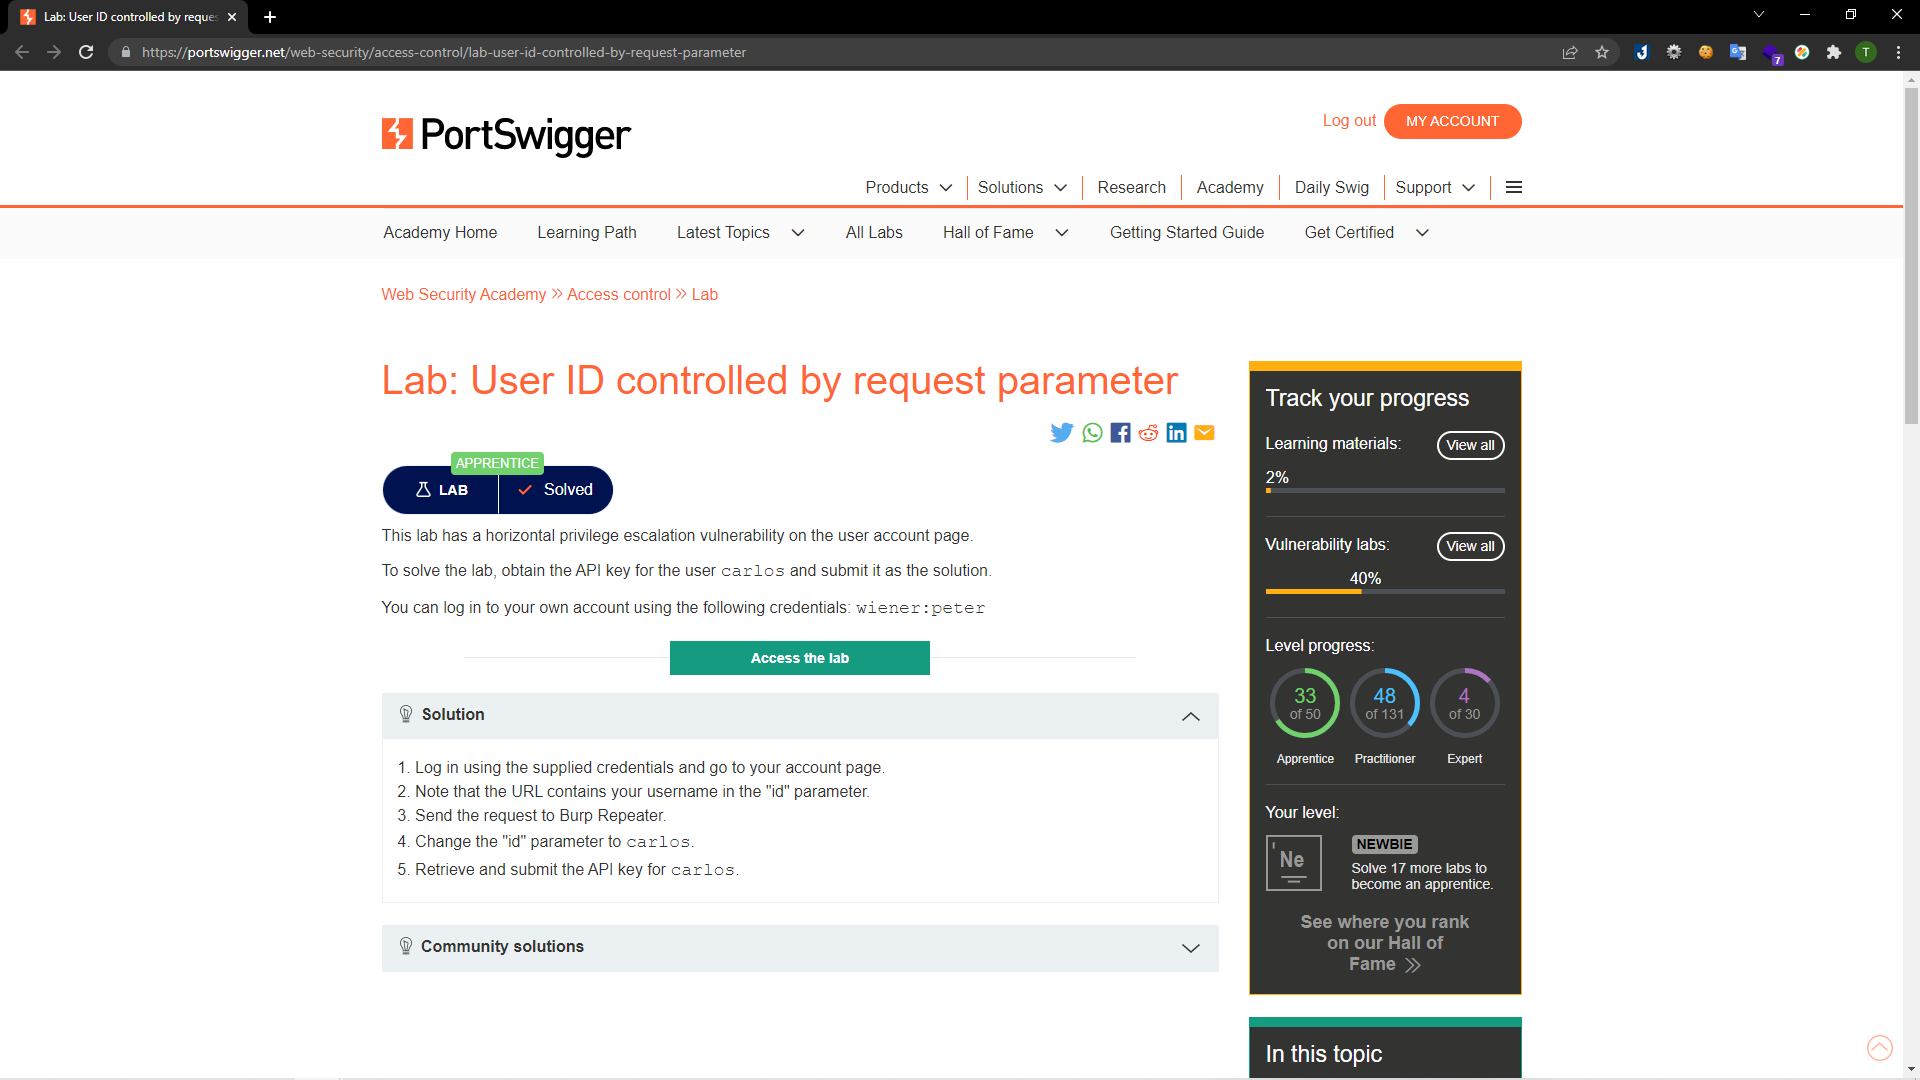 Lab: User ID controlled by reques
https://portswigger.net/web-security/access-control/lab-user-id-controlled-by-request-parameter
7
T
PortSwigger
Log out
MY ACCOUNT
Products
Solutions
Research
Academy
Daily Swig
Support
Academy Home
Learning Path
Latest Topics
All Labs
Hall of Fame
Getting Started Guide
Get Certified
Web Security Academy » Access control » Lab
Lab: User ID controlled by request parameter
APPRENTICE
LAB
Solved
This lab has a horizontal privilege escalation vulnerability on the user account page.
To solve the lab, obtain the API key for the user carlos and submit it as the solution.
You can log in to your own account using the following credentials: wiener:peter
Access the lab
Solution
1. Log in using the supplied credentials and go to your account page.
2. Note that the URL contains your username in the "id" parameter.
3. Send the request to Burp Repeater.
4. Change the "id" parameter to carlos.
5. Retrieve and submit the API key for carlos.
Community solutions
Track your progress
Learning materials:
View all
2%
Vulnerability labs:
View all
40%
Level progress:
33
of 50
48
of 131
4
of 30
Apprentice
Practitioner
Expert
Your level:
Ne
NEWBIE
Solve 17 more labs to
become an apprentice.
See where you rank
on our Hall of
Fame »
In this topic